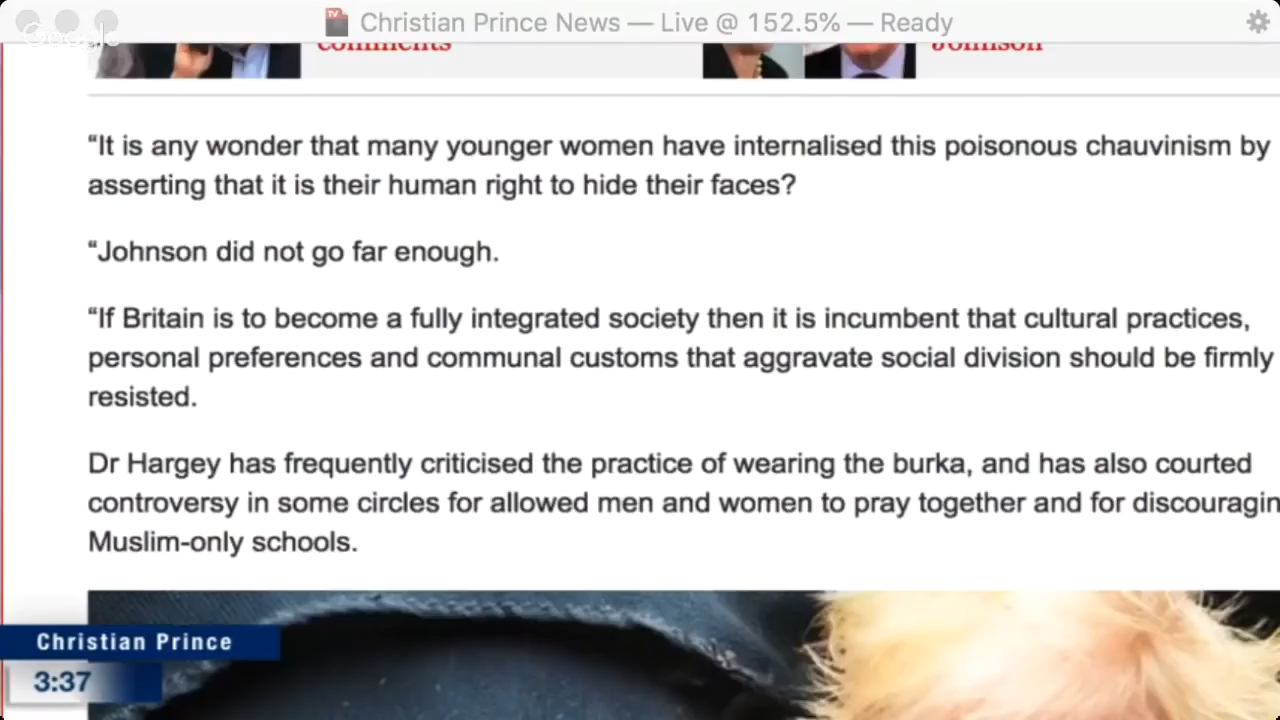 Christian Prince News — Live @ 152.5% — Ready
Google
comments
Johnson
“It is any wonder that many younger women have internalised this poisonous chauvinism by
asserting that it is their human right to hide their faces?
“Johnson did not go far enough.
“If Britain is to become a fully integrated society then it is incumbent that cultural practices,
personal preferences and communal customs that aggravate social division should be firmly
resisted.
Dr Hargey has frequently criticised the practice of wearing the burka, and has also courted
controversy in some circles for allowed men and women to pray together and for discouragin
Muslim-only schools.
Christian Prince
3:37